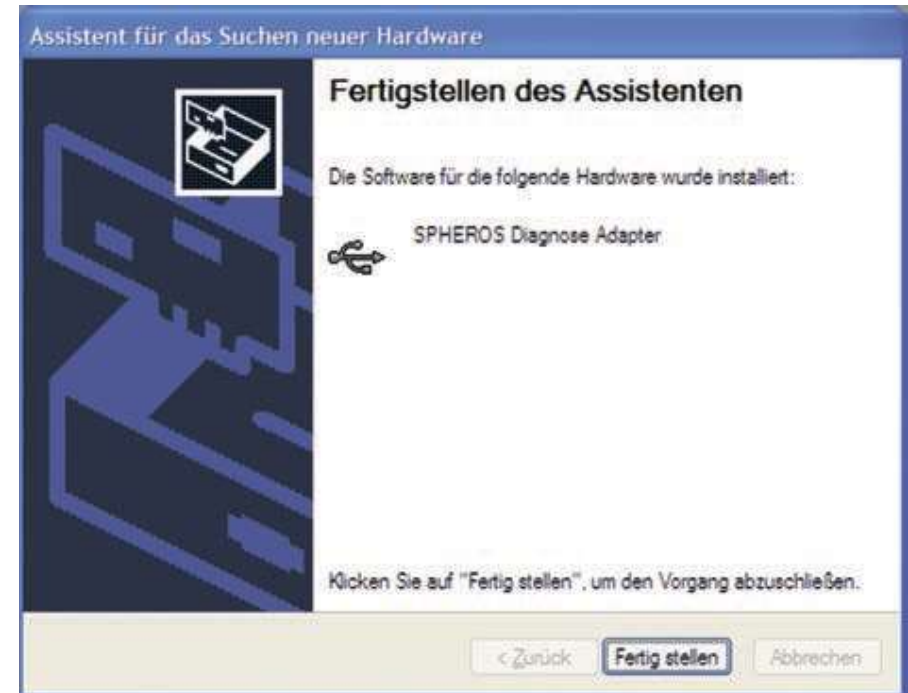 Assistent für das Suchen neuer Hardware
Fertigstellen des Assistenten
Die Software für die folgende Hardware wurde installiert:
SPHEROS Diagnose Adapter
Klicken Sie auf "Fertig stellen", um den Vorgang abzuschließen.
< Zurück Fertig stellen Abbrechen